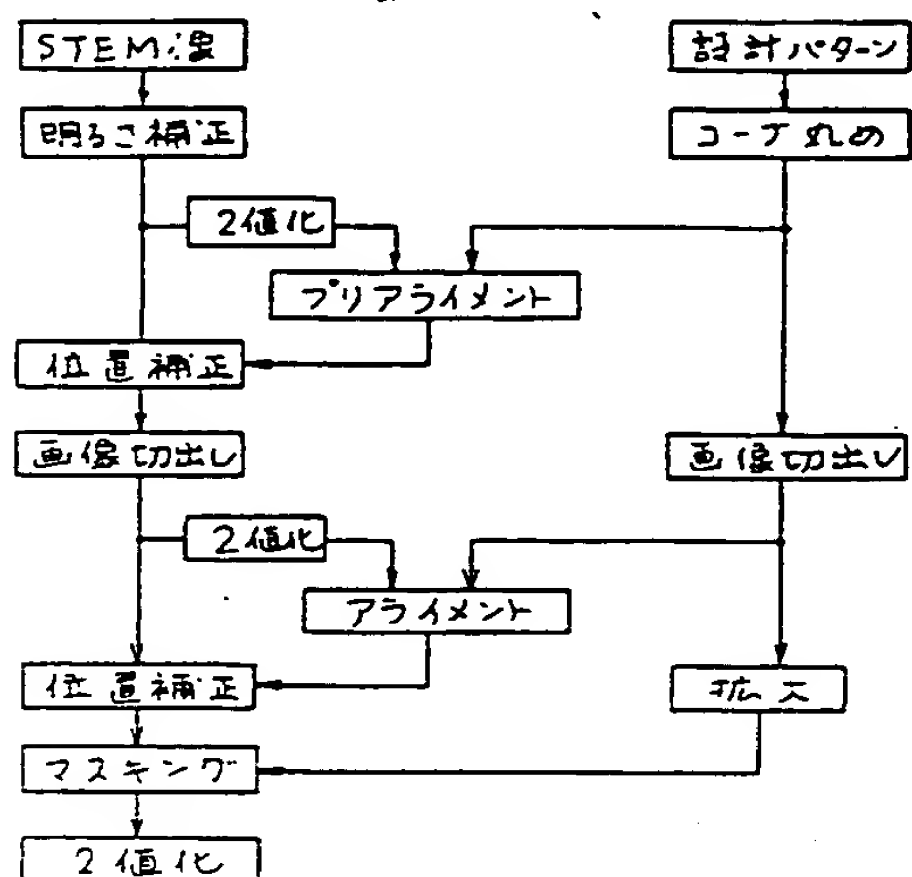 STEM像
設計パターン
明るさ補正
コーナ丸め
2値化
プリアライメント
位置補正
画像切出し
画像切出し
2値化
アライメント
位置補正
拡大
マスキング
2値化